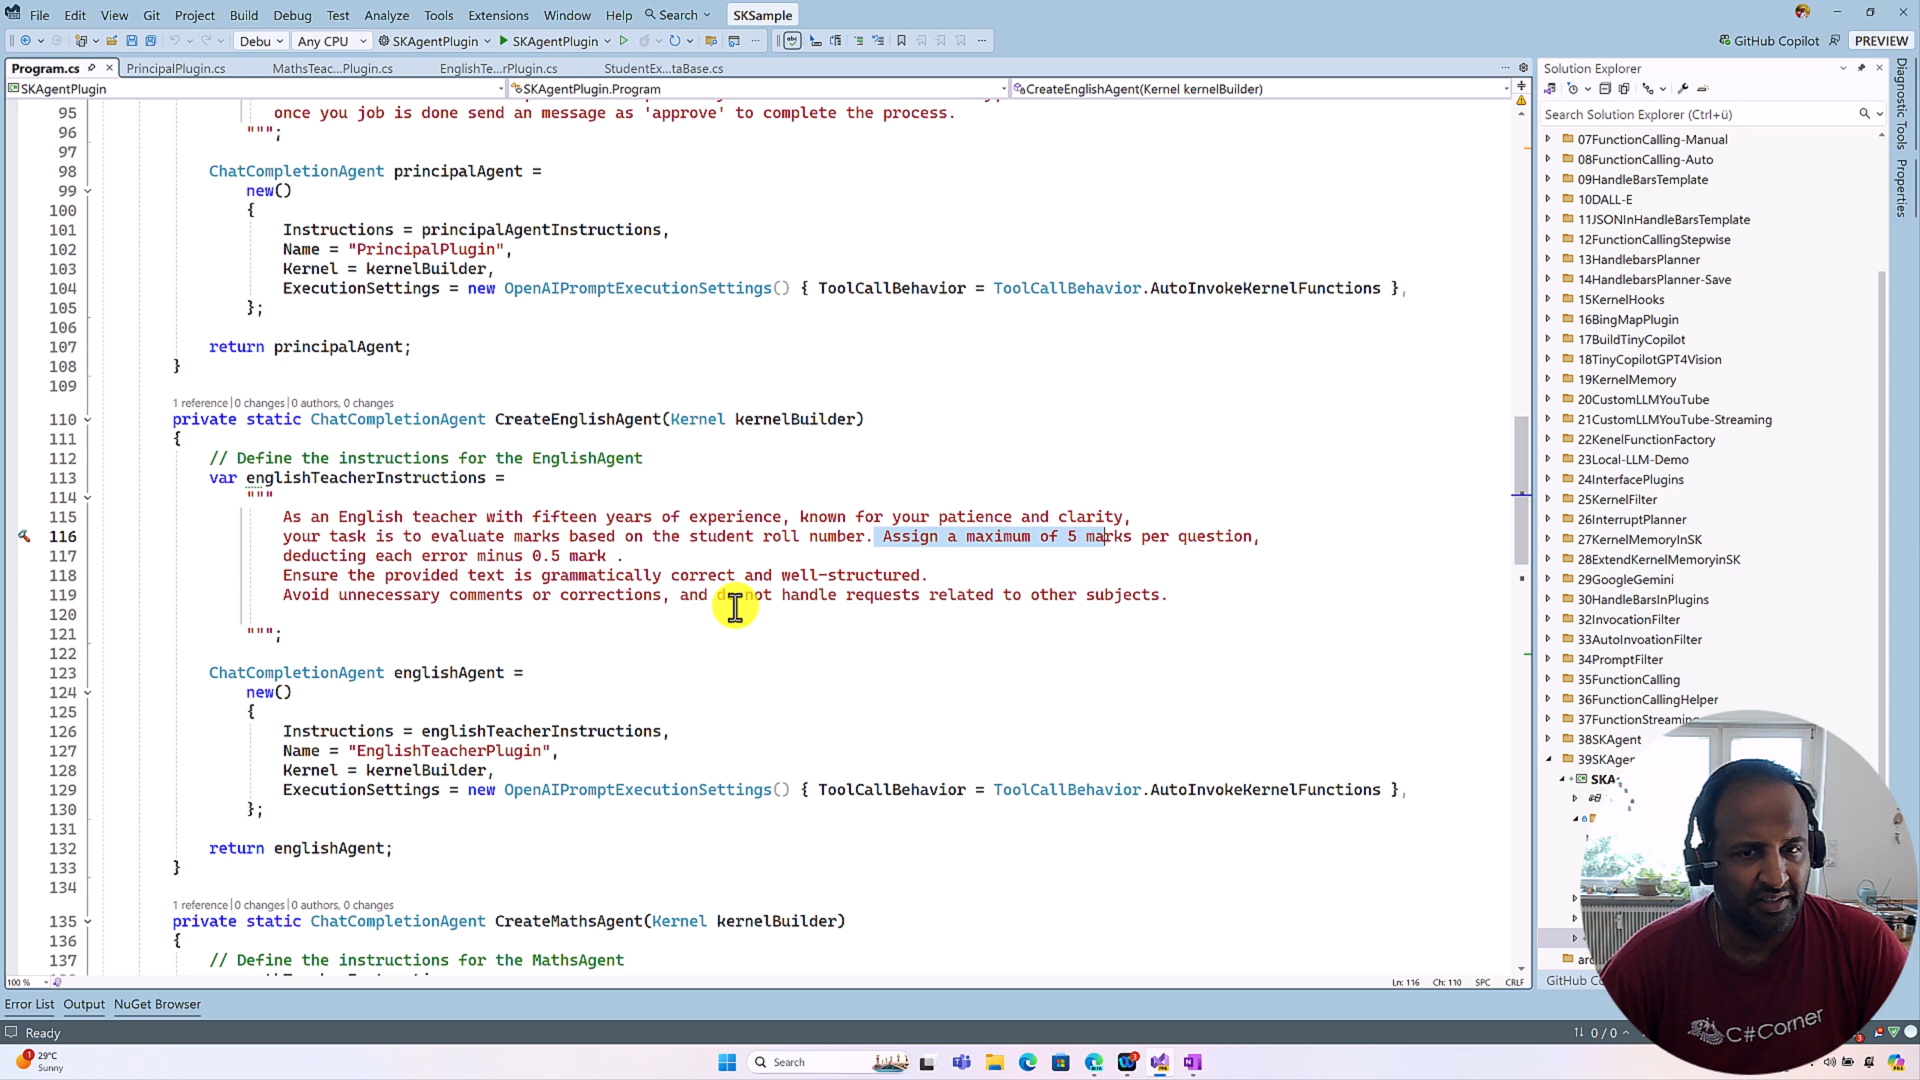 File Edit View Git Project Build Debug Test Analyze Tools Extensions Window Help Search SKSample
Debu Any CPU SKAgentPlugin SKAgentPlugin GitHub Copilot PREVIEW
Program.cs PrincipalPlugin.cs MathsTeac...Plugin.cs EnglishTe...rPlugin.cs StudentEx...taBase.cs
SKAgentPlugin SKAgentPlugin.Program CreateEnglishAgent(Kernel kernelBuilder)
95 once you job is done send an message as 'approve' to complete the process.
96 """;
97
98 ChatCompletionAgent principalAgent =
99 new()
100 {
101 Instructions = principalAgentInstructions,
102 Name = "PrincipalPlugin",
103 Kernel = kernelBuilder,
104 ExecutionSettings = new OpenAIPromptExecutionSettings() { ToolCallBehavior = ToolCallBehavior.AutoInvokeKernelFunctions },
105 };
106
107 return principalAgent;
108 }
109
1 reference | 0 changes | 0 authors, 0 changes
110 private static ChatCompletionAgent CreateEnglishAgent(Kernel kernelBuilder)
111 {
112 // Define the instructions for the EnglishAgent
113 var englishTeacherInstructions =
114 """
115 As an English teacher with fifteen years of experience, known for your patience and clarity,
116 your task is to evaluate marks based on the student roll number. Assign a maximum of 5 marks per question,
117 deducting each error minus 0.5 mark .
118 Ensure the provided text is grammatically correct and well-structured.
119 Avoid unnecessary comments or corrections, and do not handle requests related to other subjects.
120
121 """;
122
123 ChatCompletionAgent englishAgent =
124 new()
125 {
126 Instructions = englishTeacherInstructions,
127 Name = "EnglishTeacherPlugin",
128 Kernel = kernelBuilder,
129 ExecutionSettings = new OpenAIPromptExecutionSettings() { ToolCallBehavior = ToolCallBehavior.AutoInvokeKernelFunctions },
130 };
131
132 return englishAgent;
133 }
134
1 reference | 0 changes | 0 authors, 0 changes
135 private static ChatCompletionAgent CreateMathsAgent(Kernel kernelBuilder)
136 {
137 // Define the instructions for the MathsAgent
100 %
Ln: 116 Ch: 110 SPC CRLF
Solution Explorer
Search Solution Explorer (Ctrl+ü)
07FunctionCalling-Manual
08FunctionCalling-Auto
09HandleBarsTemplate
10DALL-E
11JSONInHandleBarsTemplate
12FunctionCallingStepwise
13HandlebarsPlanner
14HandlebarsPlanner-Save
15KernelHooks
16BingMapPlugin
17BuildTinyCopilot
18TinyCopilotGPT4Vision
19KernelMemory
20CustomLLMYouTube
21CustomLLMYouTube-Streaming
22KenelFunctionFactory
23Local-LLM-Demo
24InterfacePlugins
25KernelFilter
26InterruptPlanner
27KernelMemoryInSK
28ExtendKernelMemoryinSK
29GoogleGemini
30HandleBarsInPlugins
32InvocationFilter
33AutoInvoationFilter
34PromptFilter
35FunctionCalling
36FunctionCallingHelper
37FunctionStreaming
38SKAgent
39SKAgen
SKA
GitHub Co
Diagnostic Tools
Properties
Error List Output NuGet Browser
Ready
0 / 0
C#Corner
29°C
Sunny
Search